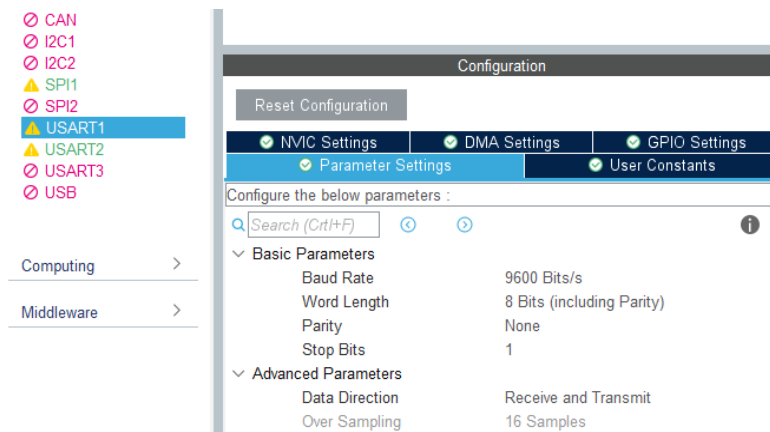 CAN
I2C1
I2C2
SPI1
SPI2
USART1
USART2
USART3
USB
Computing
Middleware
Configuration
Reset Configuration
NVIC Settings DMA Settings GPIO Settings
Parameter Settings User Constants
Configure the below parameters :
Search (Crtl+F)
Basic Parameters
Baud Rate 9600 Bits/s
Word Length 8 Bits (including Parity)
Parity None
Stop Bits 1
Advanced Parameters
Data Direction Receive and Transmit
Over Sampling 16 Samples